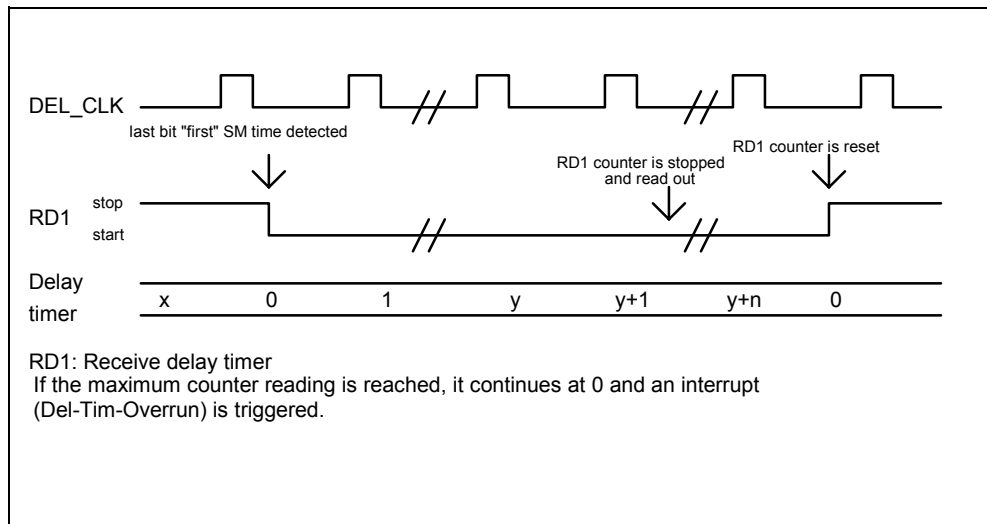 DEL_CLK
last bit "first" SM time detected
RD1 counter is reset
RD1 counter is stopped
and read out
RD1
stop
start
Delay
timer
x 0 1 y y+1 y+n 0
RD1: Receive delay timer
If the maximum counter reading is reached, it continues at 0 and an interrupt
(Del-Tim-Overrun) is triggered.